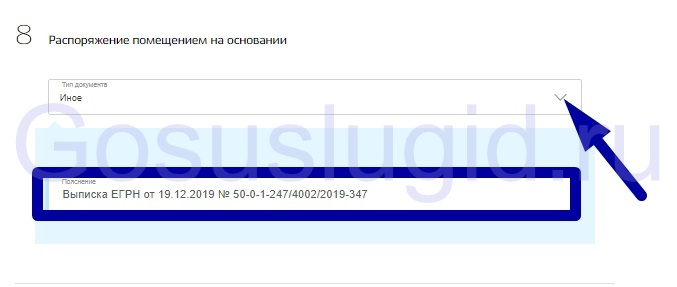 8 Распоряжение помещением на основании
Тип документа
Иное
Gosuslugid.ru
Пояснение
Выписка ЕГРН от 19.12.2019 № 50-0-1-247/4002/2019-347